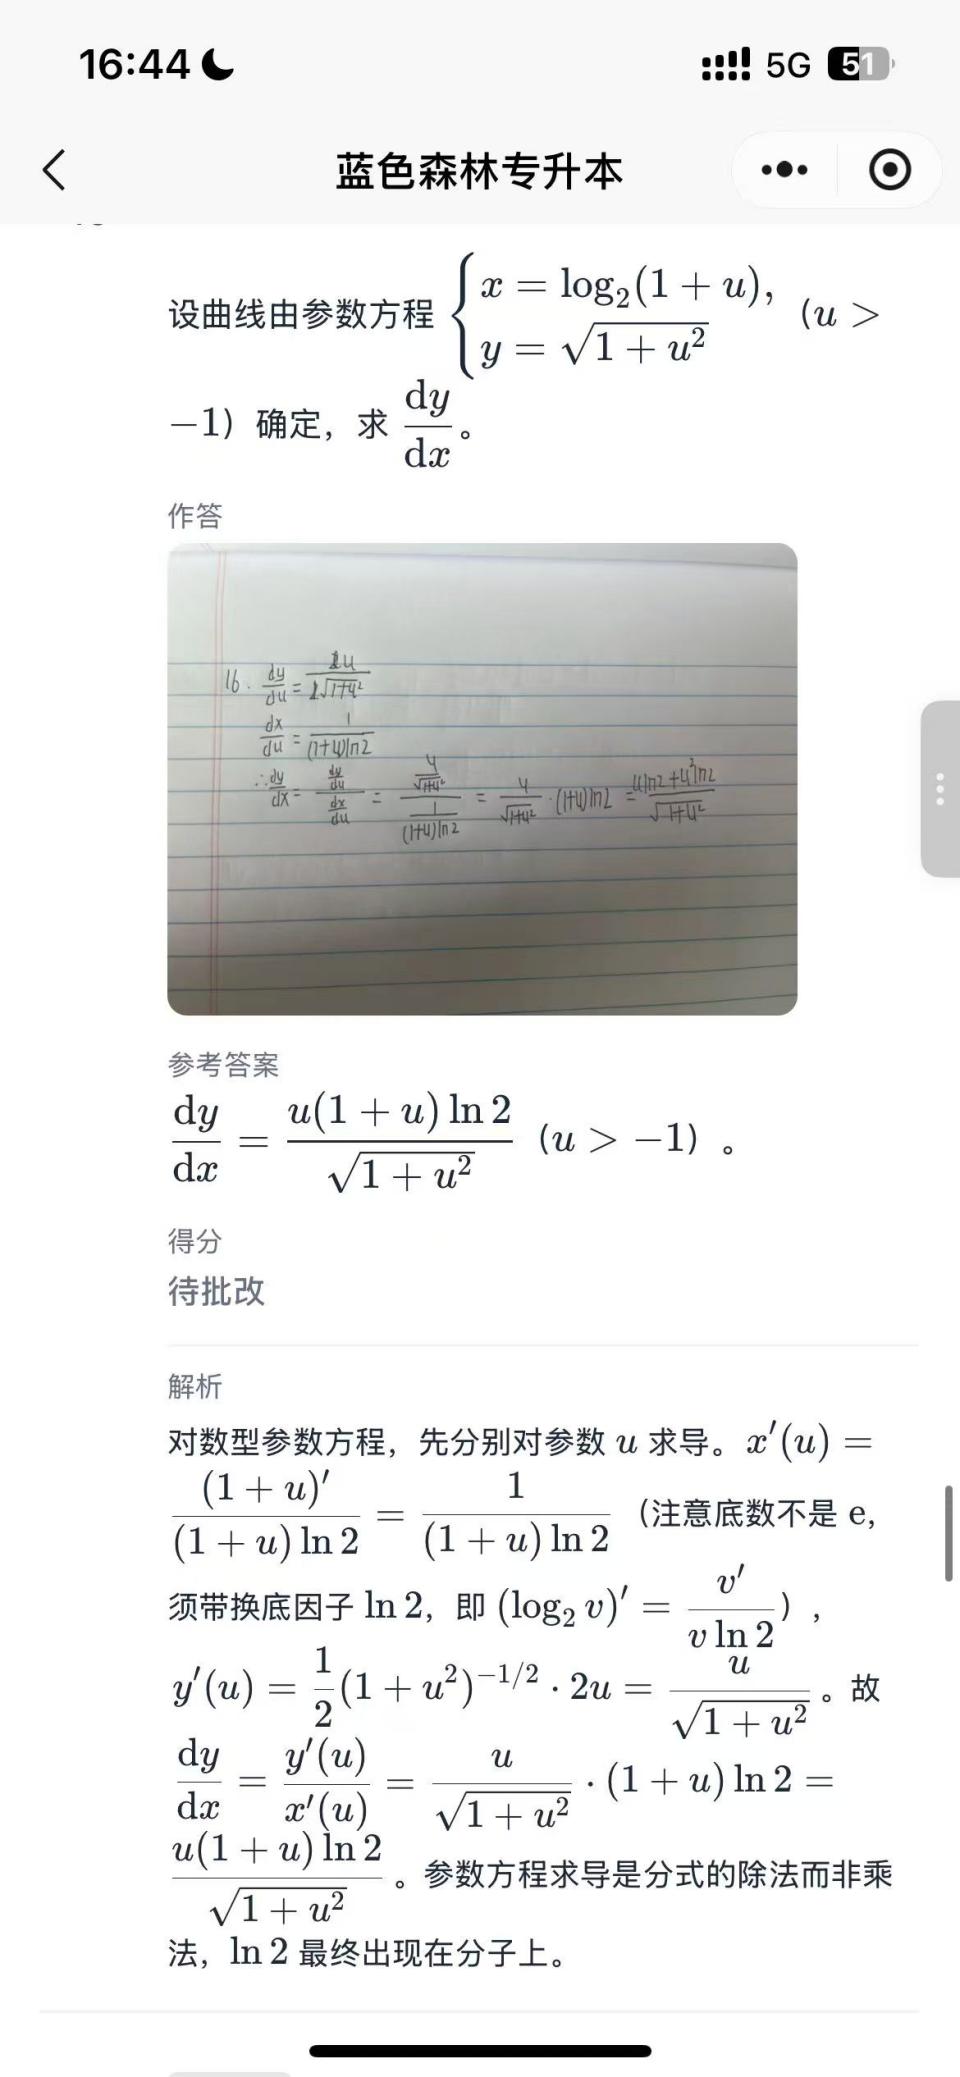 16:44 5G 51
蓝色森林专升本
设曲线由参数方程 { x = log₂(1 + u), y = √(1 + u²) (u >
−1) 确定，求 dy/dx。
作答
16. dy/du = 2u/2√(1+u²)
dx/du = 1/((1+u)ln2)
∴ dy/dx = (dy/du)/(dx/du) = (u/√(1+u²))/(1/((1+u)ln2)) = u/√(1+u²) · (1+u)ln2 = (uln2+u²ln2)/√(1+u²)
参考答案
dy/dx = u(1 + u) ln 2/√(1 + u²) (u > −1) 。
得分
待批改
解析
对数型参数方程，先分别对参数 u 求导。x′(u) =
(1 + u)′/((1 + u) ln 2) = 1/((1 + u) ln 2) （注意底数不是 e，
须带换底因子 ln 2，即 (log₂ v)′ = v′/(v ln 2)），
y′(u) = 1/2(1 + u²)^(−1/2) · 2u = u/√(1 + u²)。故
dy/dx = y′(u)/x′(u) = u/√(1 + u²) · (1 + u) ln 2 =
u(1 + u) ln 2/√(1 + u²)。参数方程求导是分式的除法而非乘
法，ln 2 最终出现在分子上。